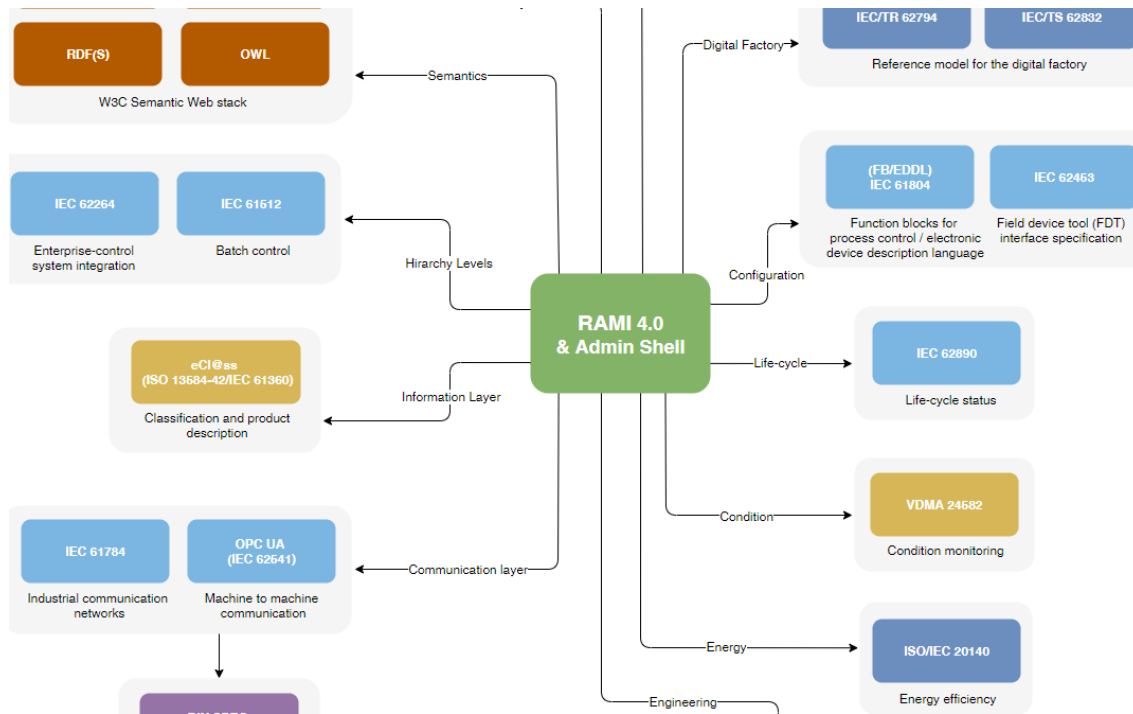 IEC/TR 62794
IEC/TS 62832
Digital Factory
Reference model for the digital factory
RDF(S)
OWL
Semantics
W3C Semantic Web stack
(FB/EDDL)
IEC 61804
IEC 62453
Function blocks for
process control / electronic
device description language
Field device tool (FDT)
interface specification
Configuration
IEC 62264
IEC 61512
Enterprise-control
system integration
Batch control
Hirarchy Levels
RAMI 4.0
& Admin Shell
eCl@ss
(ISO 13584-42/IEC 61360)
Classification and product
description
Information Layer
Life-cycle
IEC 62890
Life-cycle status
Condition
VDMA 24582
Condition monitoring
IEC 61784
OPC UA
(IEC 62541)
Industrial communication
networks
Machine to machine
communication
Communication layer
Energy
ISO/IEC 20140
Energy efficiency
Engineering